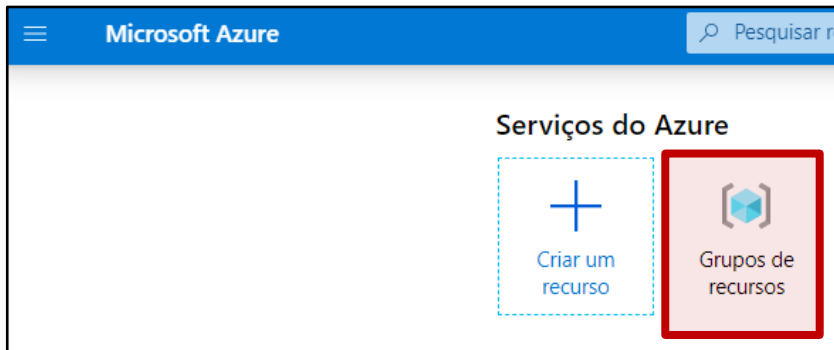 Microsoft Azure
Pesquisar
Serviços do Azure
Criar um
recurso
Grupos de
recursos